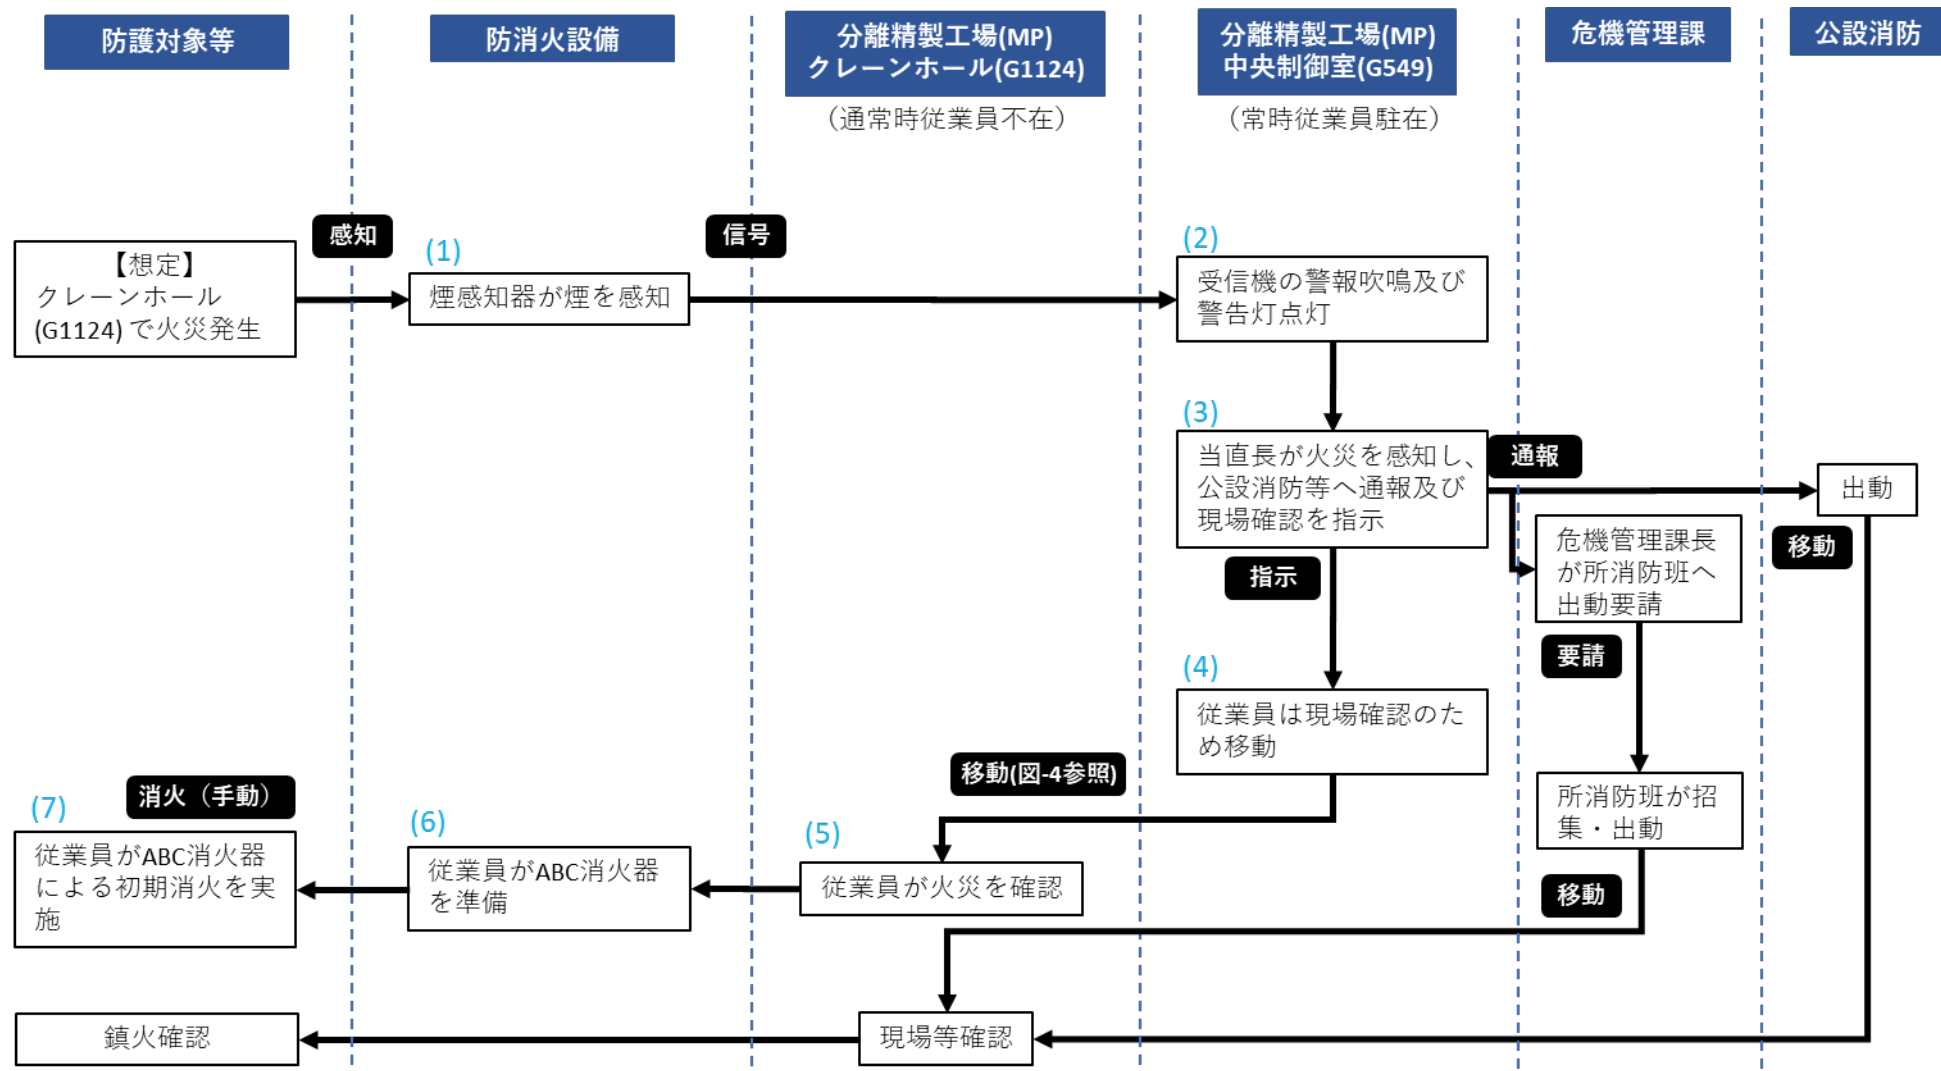 防護対象等
防消火設備
分離精製工場(MP)
クレーンホール(G1124)
（通常時従業員不在）
分離精製工場(MP)
中央制御室(G549)
（常時従業員駐在）
危機管理課
公設消防
【想定】
クレーンホール
(G1124) で火災発生
感知
(1)
煙感知器が煙を感知
信号
(2)
受信機の警報吹鳴及び
警告灯点灯
(3)
当直長が火災を感知し、
公設消防等へ通報及び
現場確認を指示
通報
出動
移動
危機管理課長
が所消防班へ
出動要請
指示
要請
(4)
従業員は現場確認のた
め移動
所消防班が招
集・出動
移動
移動(図-4参照)
(5)
従業員が火災を確認
(6)
従業員がABC消火器
を準備
消火（手動）
(7)
従業員がABC消火器
による初期消火を実
施
現場等確認
鎮火確認